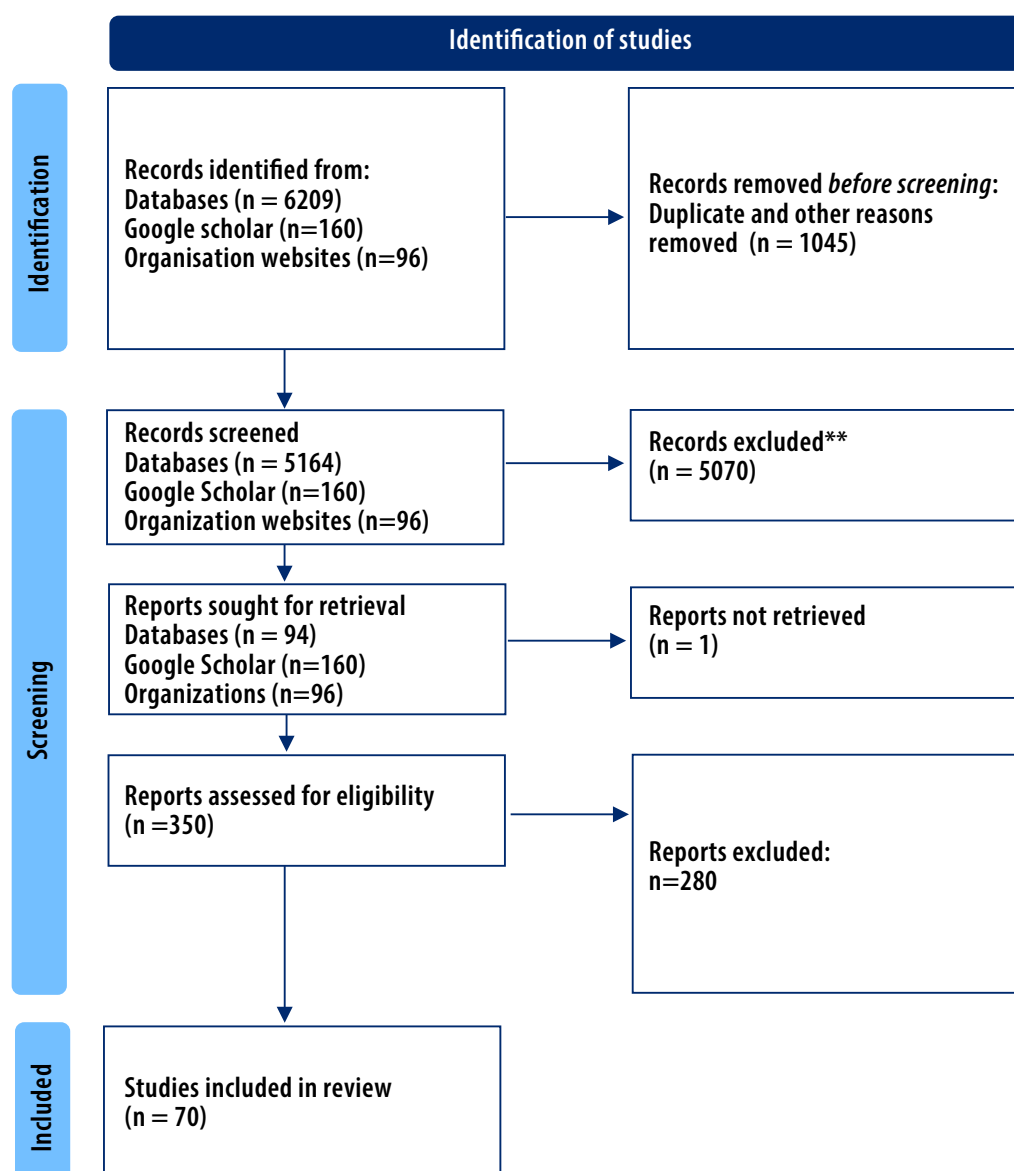 Identification of studies
Identification
Records identified from:
Databases (n = 6209)
Google scholar (n=160)
Organisation websites (n=96)
Records removed before screening:
Duplicate and other reasons
removed (n = 1045)
Screening
Records screened
Databases (n = 5164)
Google Scholar (n=160)
Organization websites (n=96)
Records excluded**
(n = 5070)
Reports sought for retrieval
Databases (n = 94)
Google Scholar (n=160)
Organizations (n=96)
Reports not retrieved
(n = 1)
Reports assessed for eligibility
(n =350)
Reports excluded:
n=280
Included
Studies included in review
(n = 70)